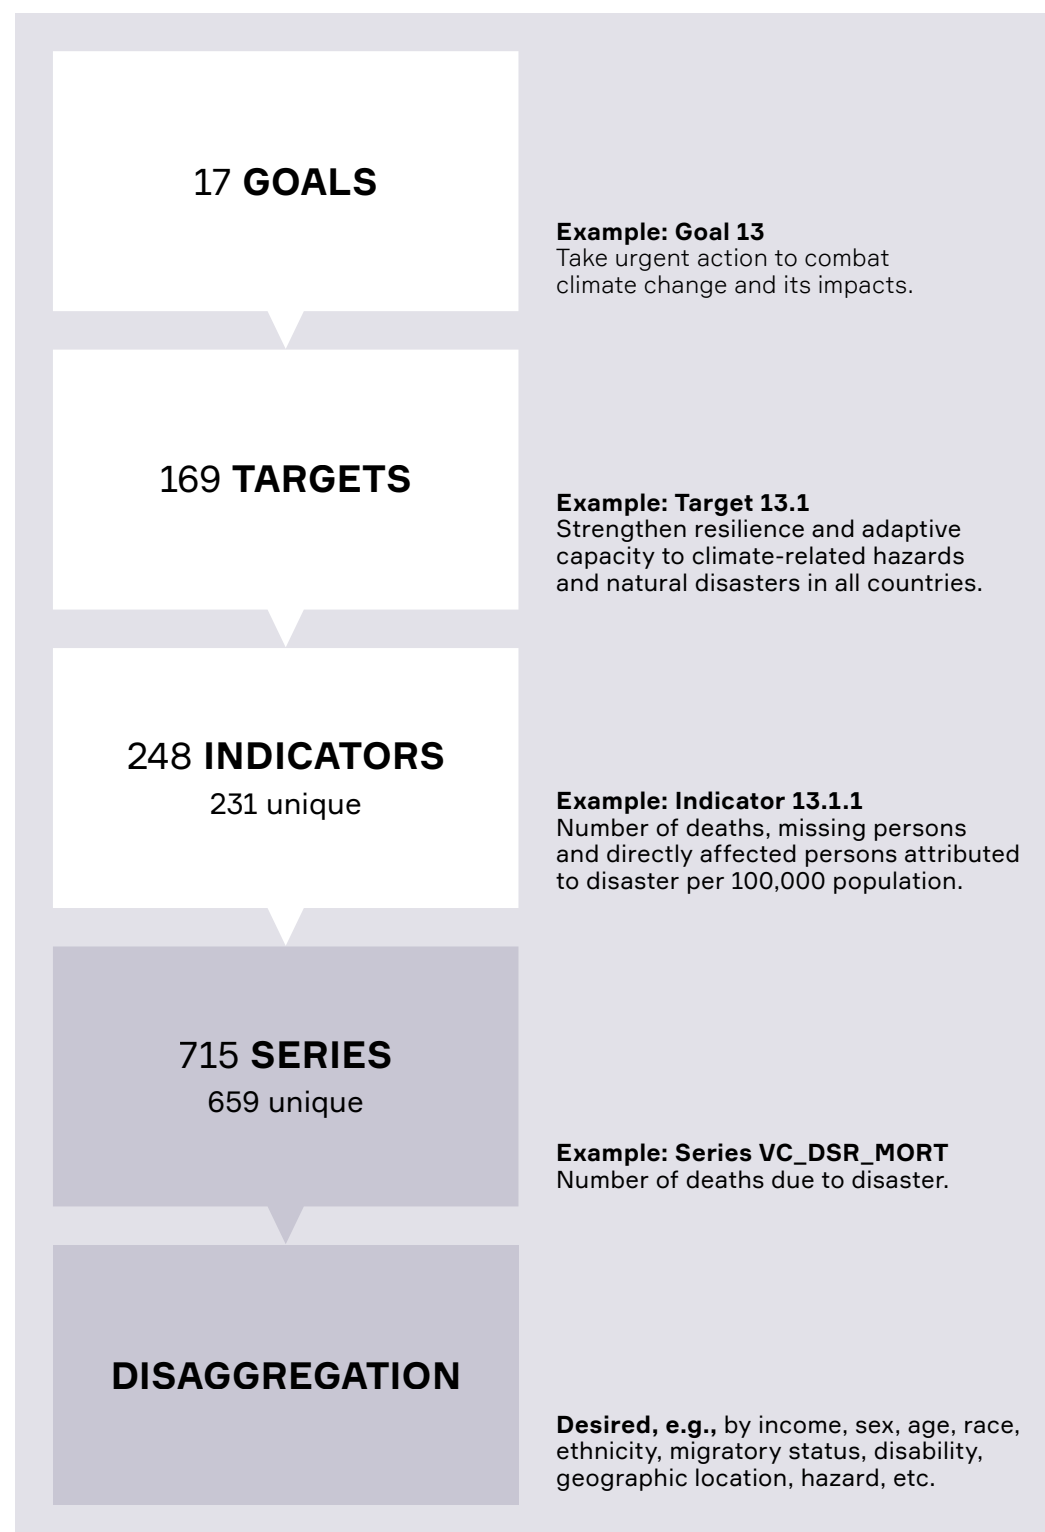 17 GOALS
Example: Goal 13
Take urgent action to combat
climate change and its impacts.
169 TARGETS
Example: Target 13.1
Strengthen resilience and adaptive
capacity to climate-related hazards
and natural disasters in all countries.
248 INDICATORS
231 unique
Example: Indicator 13.1.1
Number of deaths, missing persons
and directly affected persons attributed
to disaster per 100,000 population.
715 SERIES
659 unique
Example: Series VC_DSR_MORT
Number of deaths due to disaster.
DISAGGREGATION
Desired, e.g., by income, sex, age, race,
ethnicity, migratory status, disability,
geographic location, hazard, etc.